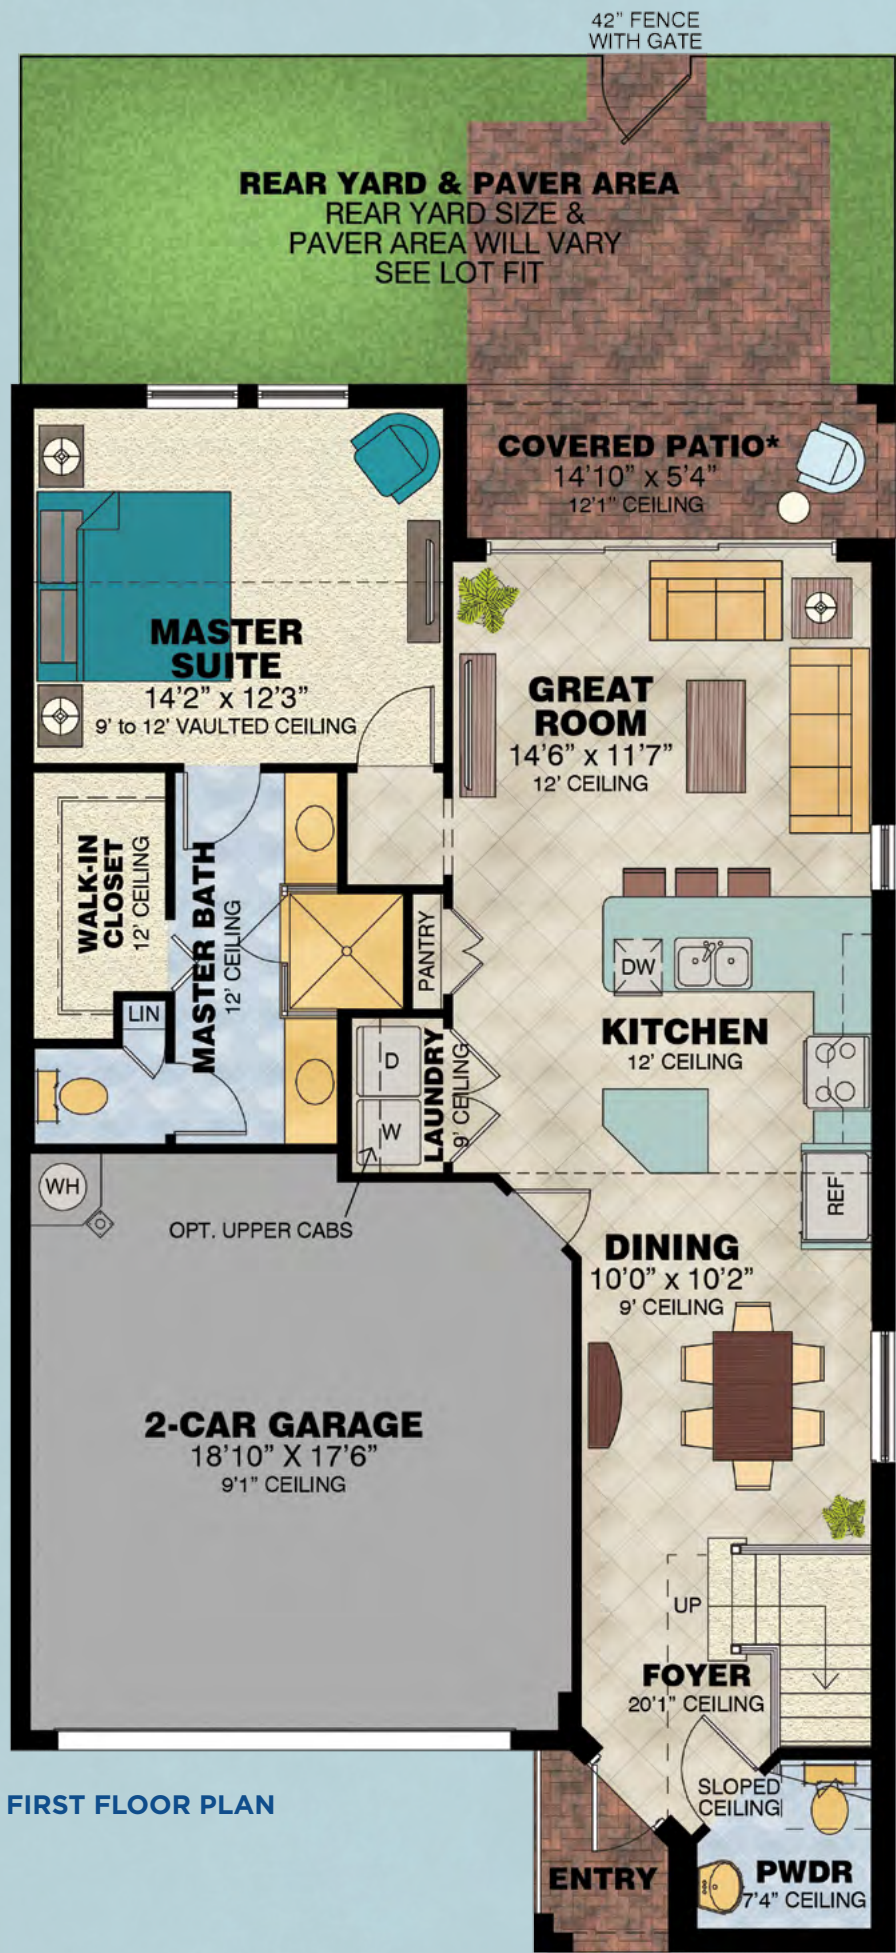 42” FENCE
WITH GATE
REAR YARD & PAVER AREA
REAR YARD SIZE &
PAVER AREA WILL VARY
SEE LOT FIT
COVERED PATIO*
14’10” x 5’4”
12’1” CEILING
MASTER
SUITE
14’2” x 12’3”
9’ to 12’ VAULTED CEILING
GREAT
ROOM
14’6” x 11’7”
12’ CEILING
WALK-IN
CLOSET
12’ CEILING
MASTER BATH
12’ CEILING
PANTRY
LIN
DW
KITCHEN
12’ CEILING
D
W
LAUNDRY
9’ CEILING
REF
WH
OPT. UPPER CABS
DINING
10’0” x 10’2”
9’ CEILING
2-CAR GARAGE
18’10” X 17’6”
9’1” CEILING
UP
FOYER
20’1” CEILING
SLOPED
CEILING
FIRST FLOOR PLAN
ENTRY
PWDR
7’4” CEILING